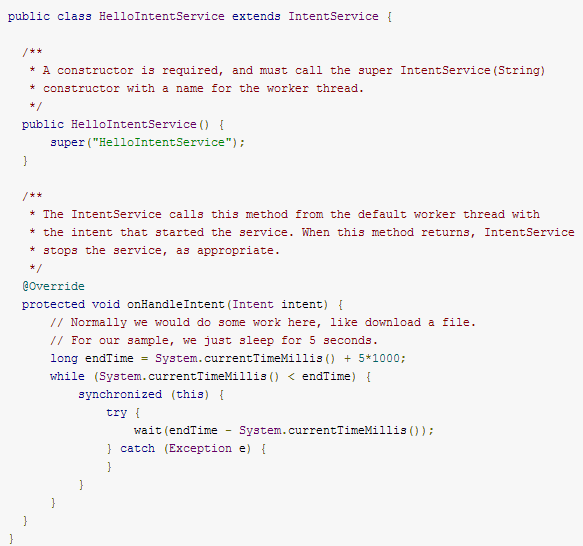 public class HelloIntentService extends IntentService {

  /**
   * A constructor is required, and must call the super IntentService(String)
   * constructor with a name for the worker thread.
   */
  public HelloIntentService() {
      super("HelloIntentService");
  }

  /**
   * The IntentService calls this method from the default worker thread with
   * the intent that started the service. When this method returns, IntentService
   * stops the service, as appropriate.
   */
  @Override
  protected void onHandleIntent(Intent intent) {
      // Normally we would do some work here, like download a file.
      // For our sample, we just sleep for 5 seconds.
      long endTime = System.currentTimeMillis() + 5*1000;
      while (System.currentTimeMillis() < endTime) {
          synchronized (this) {
              try {
                  wait(endTime - System.currentTimeMillis());
              } catch (Exception e) {
              }
          }
      }
  }
}